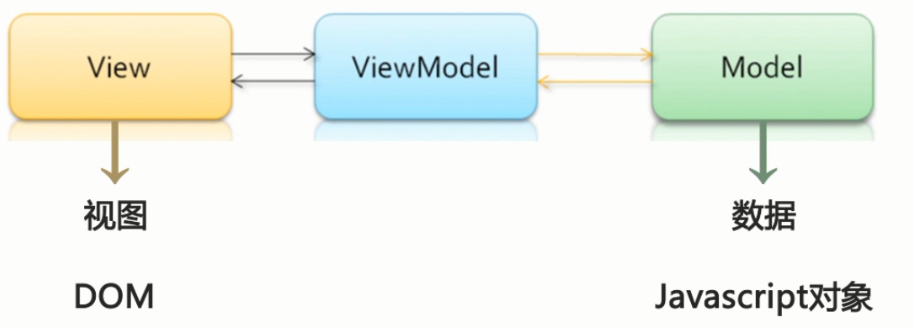 View
ViewModel
Model
视图
数据
DOM
Javascript对象